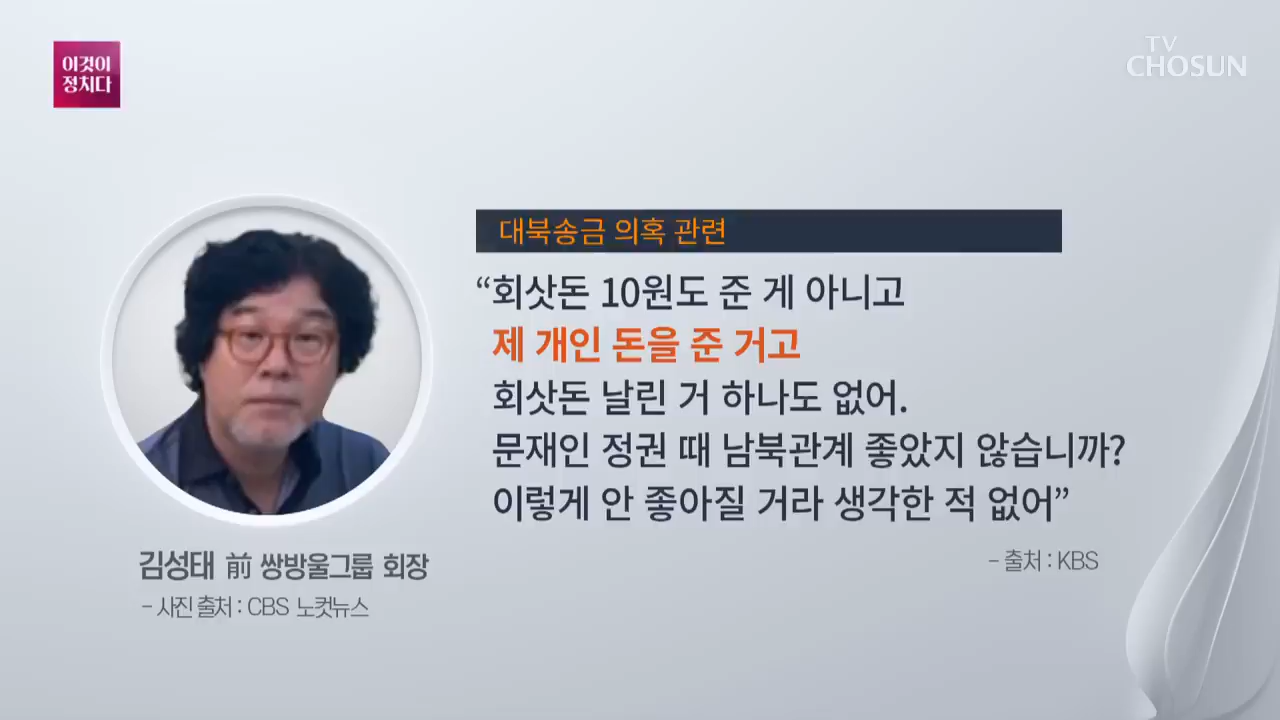 이것이
정치다
TV
CHOSUN
대북송금 의혹 관련
“회삿돈 10원도 준 게 아니고
제 개인 돈을 준 거고
회삿돈 날린 거 하나도 없어.
문재인 정권 때 남북관계 좋았지 않습니까?
이렇게 안 좋아질 거라 생각한 적 없어”
- 출처 : KBS
김성태 前 쌍방울그룹 회장
- 사진 출처 : CBS 노컷뉴스